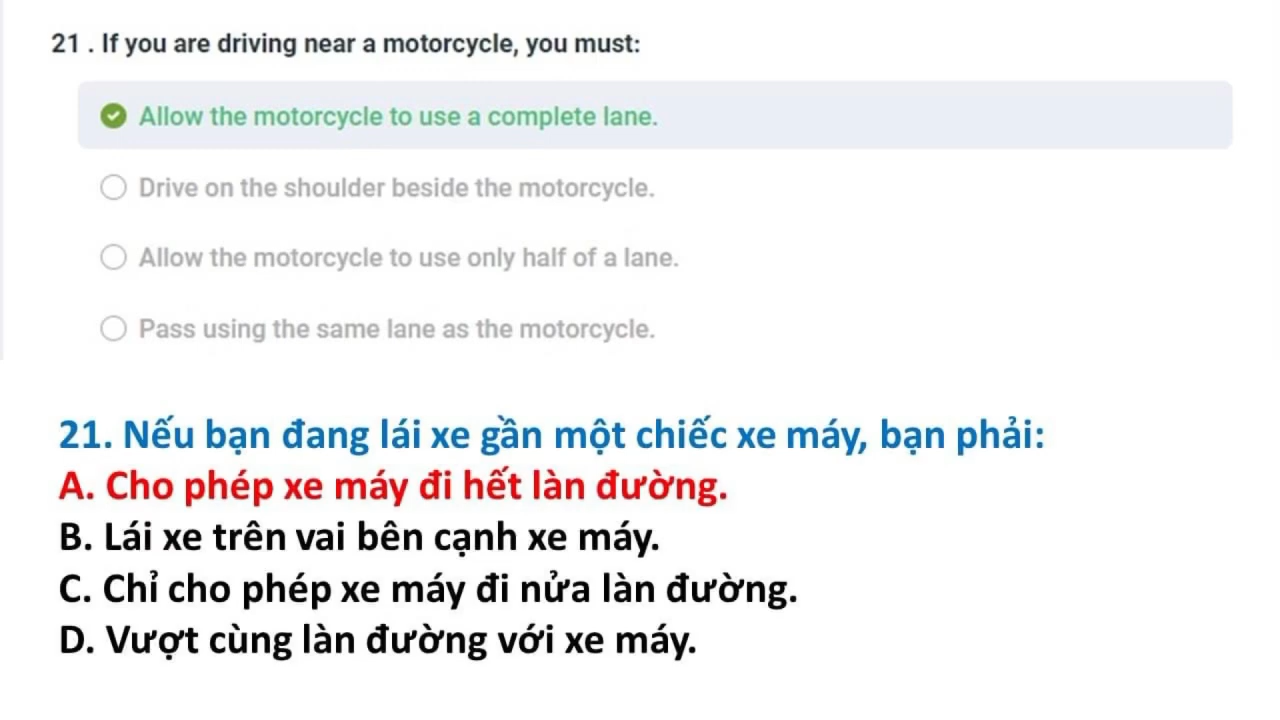 21 . If you are driving near a motorcycle, you must:
Allow the motorcycle to use a complete lane.
Drive on the shoulder beside the motorcycle.
Allow the motorcycle to use only half of a lane.
Pass using the same lane as the motorcycle.
21. Nếu bạn đang lái xe gần một chiếc xe máy, bạn phải:
A. Cho phép xe máy đi hết làn đường.
B. Lái xe trên vai bên cạnh xe máy.
C. Chỉ cho phép xe máy đi nửa làn đường.
D. Vượt cùng làn đường với xe máy.